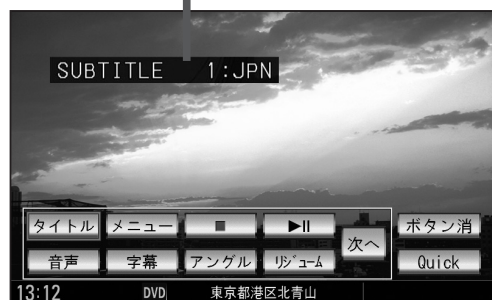 SUBTITLE 1:JPN
タイトル メニュー ■ ▶II ボタン消
次へ
音声 字幕 アングル リジューム Quick
13:12 DVD 東京都港区北青山